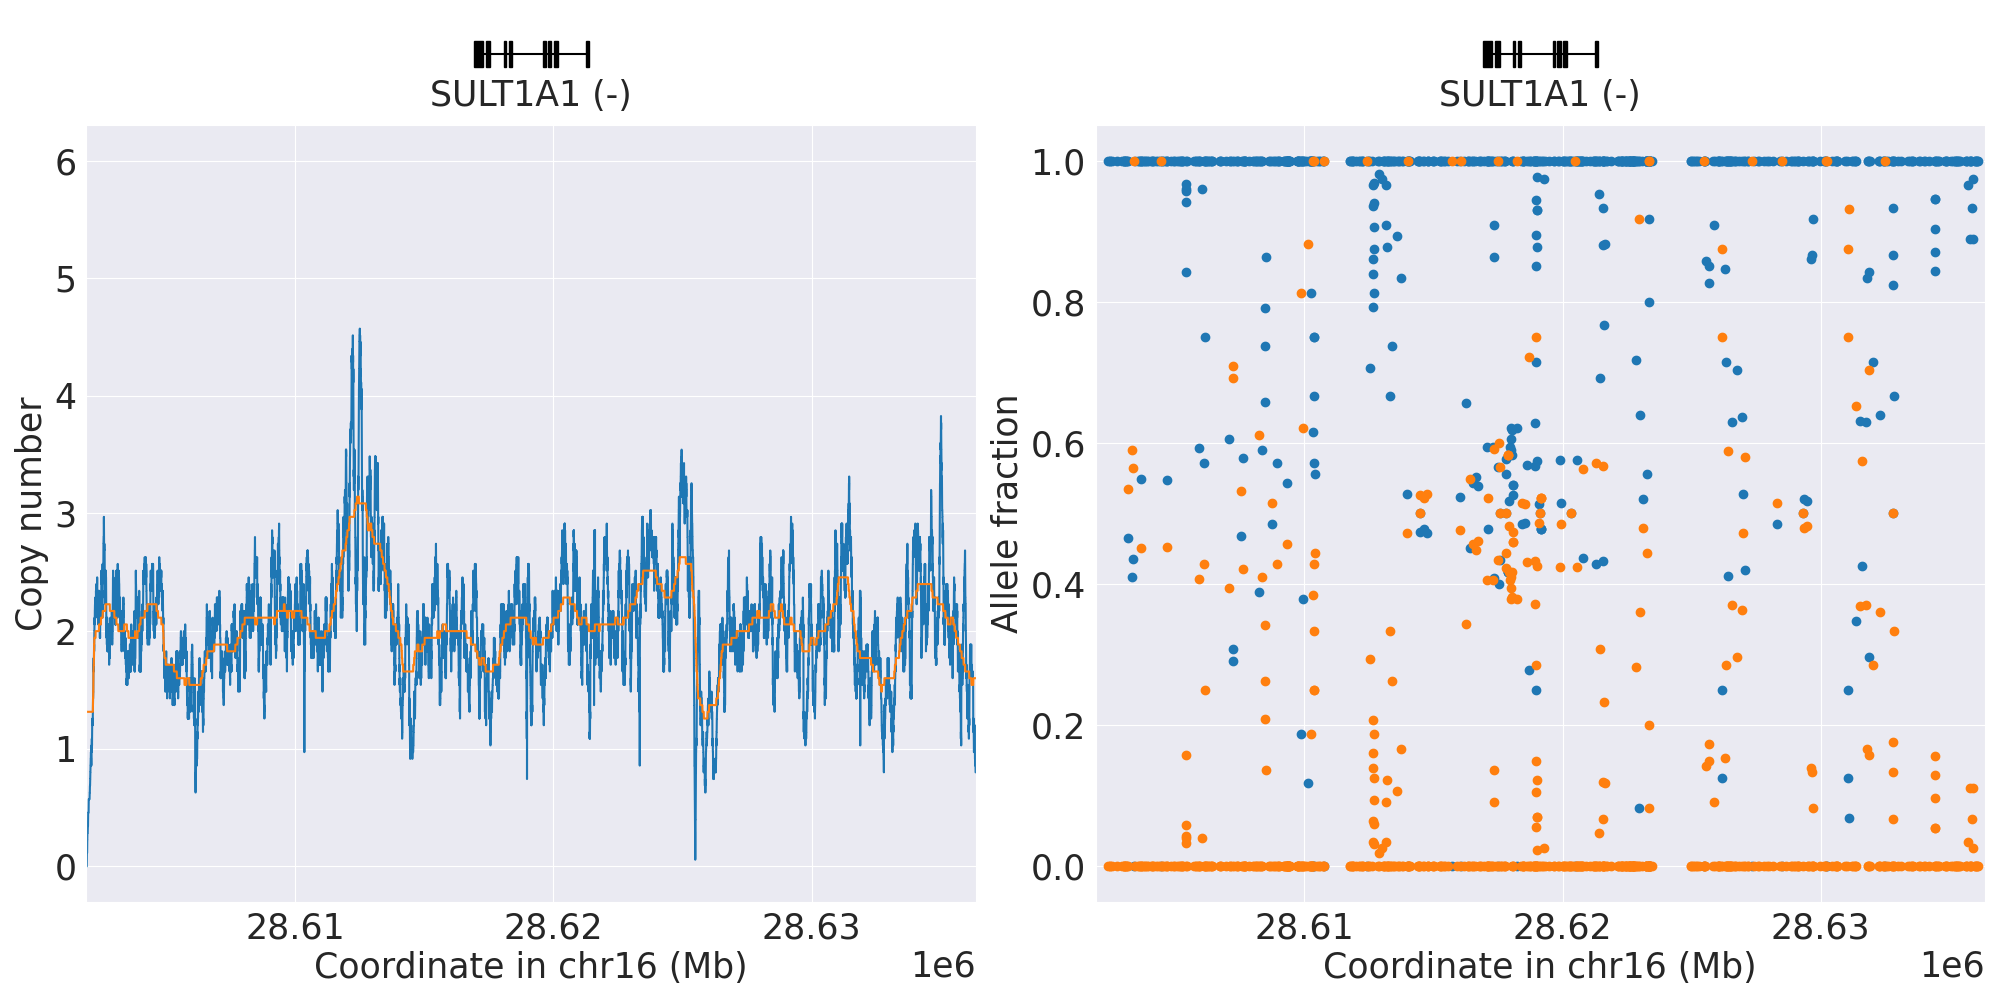 SULT1A1 (-)
6
5
4
3
2
1
0
Copy number
28.61
28.62
28.63
Coordinate in chr16 (Mb)
1e6
SULT1A1 (-)
1.0
0.8
0.6
0.4
0.2
0.0
Allele fraction
28.61
28.62
28.63
Coordinate in chr16 (Mb)
1e6